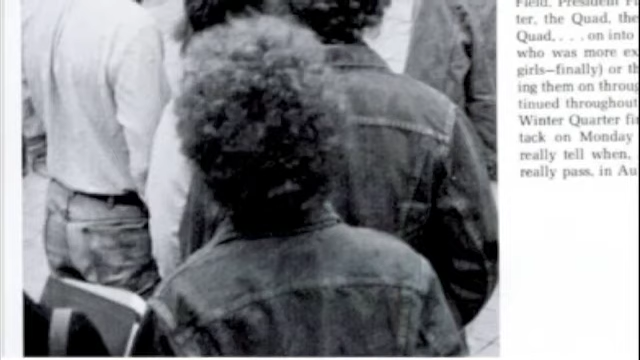 Field, President
ter, the Quad, the
Quad, . . . on into
who was more ex
girls—finally) or th
ing them on throug
tinued throughout
Winter Quarter fi
tack on Monday
really tell when,
really pass, in Au